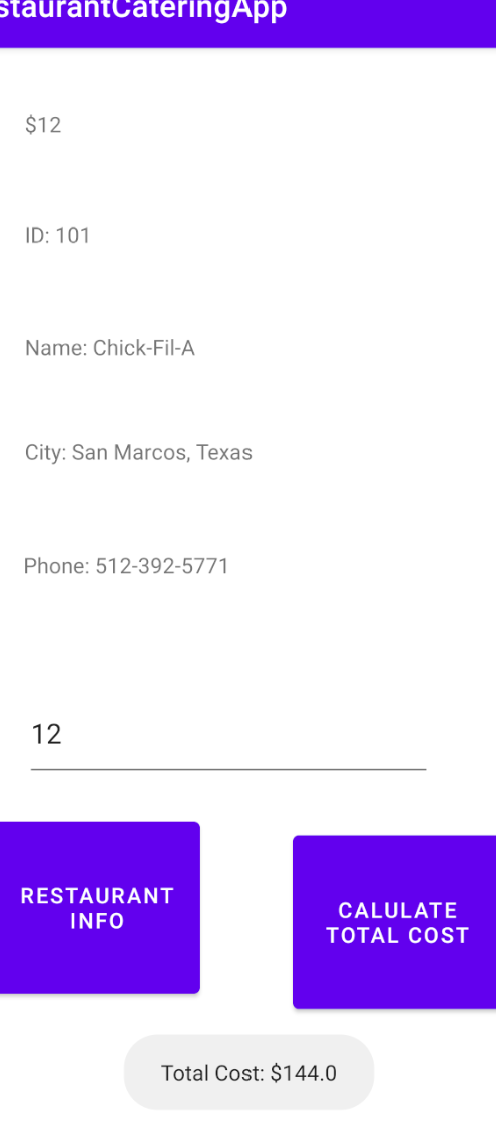 staurantCateringApp
$12
ID: 101
Name: Chick-Fil-A
City: San Marcos, Texas
Phone: 512-392-5771
12
RESTAURANT
INFO
CALULATE
TOTAL COST
Total Cost: $144.0